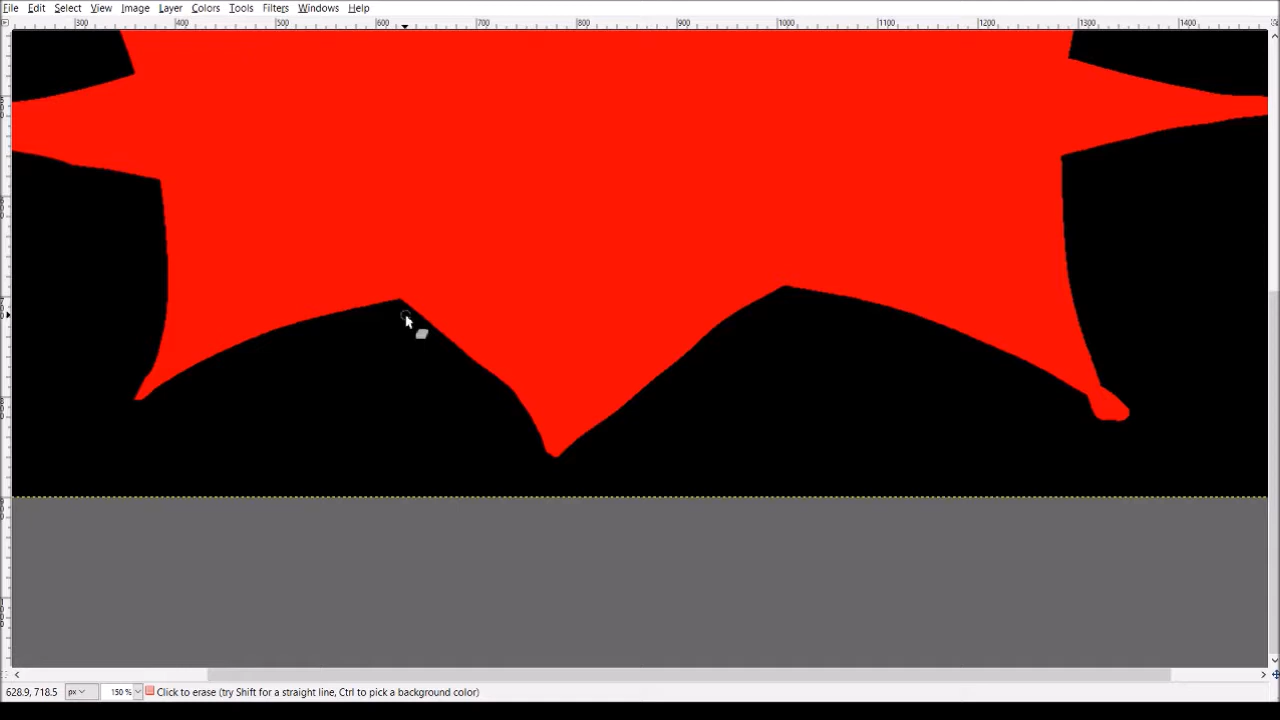 File Edit Select View Image Layer Colors Tools Filters Windows Help
300 400 500 600 700 800 900 1000 1100 1200 1300 1400
628.9, 718.5 px 150 % Click to erase (try Shift for a straight line, Ctrl to pick a background color)